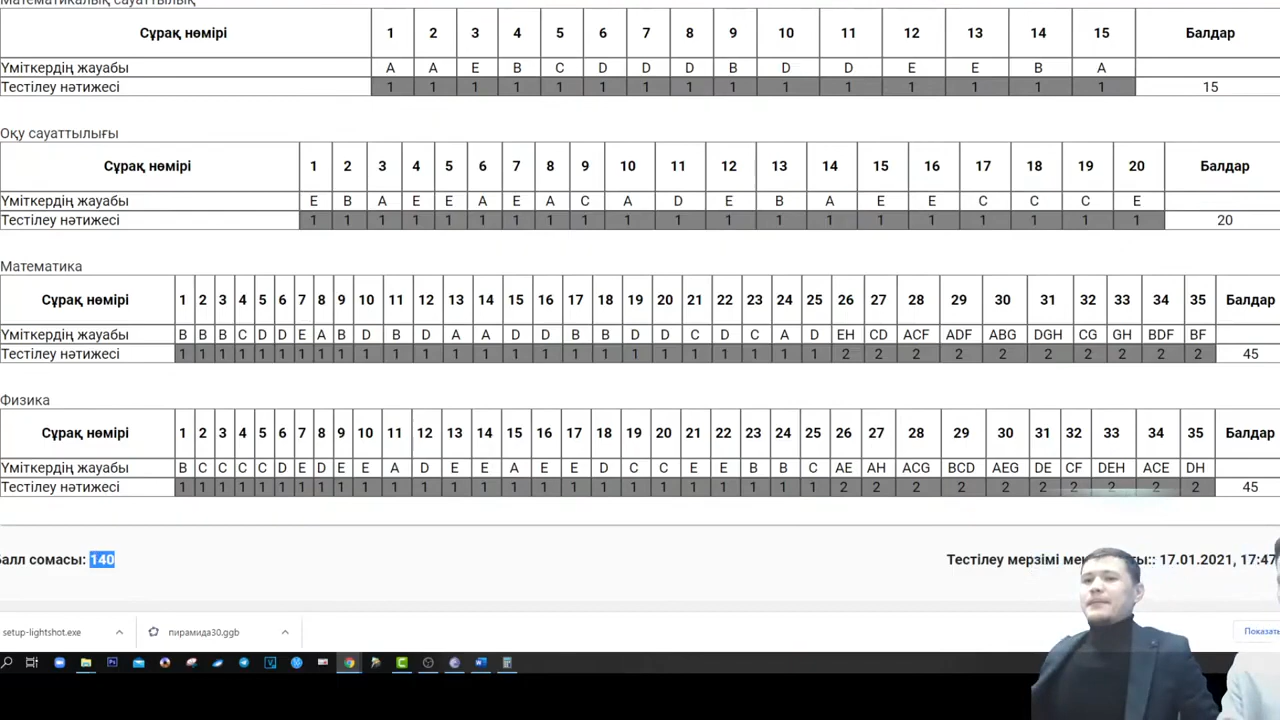 Математикалық сауаттылық
Сұрақ нөмірі 1 2 3 4 5 6 7 8 9 10 11 12 13 14 15 Балдар
Үміткердің жауабы A A E B C D D D B D D E E B A
Тестілеу нәтижесі 1 1 1 1 1 1 1 1 1 1 1 1 1 1 1 15
Оқу сауаттылығы
Сұрақ нөмірі 1 2 3 4 5 6 7 8 9 10 11 12 13 14 15 16 17 18 19 20 Балдар
Үміткердің жауабы E B A E E A E A C A D E B A E E C C C E
Тестілеу нәтижесі 1 1 1 1 1 1 1 1 1 1 1 1 1 1 1 1 1 1 1 1 20
Математика
Сұрақ нөмірі 1 2 3 4 5 6 7 8 9 10 11 12 13 14 15 16 17 18 19 20 21 22 23 24 25 26 27 28 29 30 31 32 33 34 35 Балдар
Үміткердің жауабы B B B C D D E A B D B D A A D D B B D D C D C A D EH CD ACF ADF ABG DGH CG GH BDF BF
Тестілеу нәтижесі 1 1 1 1 1 1 1 1 1 1 1 1 1 1 1 1 1 1 1 1 1 1 1 1 1 2 2 2 2 2 2 2 2 2 2 45
Физика
Сұрақ нөмірі 1 2 3 4 5 6 7 8 9 10 11 12 13 14 15 16 17 18 19 20 21 22 23 24 25 26 27 28 29 30 31 32 33 34 35 Балдар
Үміткердің жауабы B C C C C D E D E E A D E E A E E D C C E E B B C AE AH ACG BCD AEG DE CF DEH ACE DH
Тестілеу нәтижесі 1 1 1 1 1 1 1 1 1 1 1 1 1 1 1 1 1 1 1 1 1 1 1 1 1 2 2 2 2 2 2 2 2 2 2 45
алл сомасы: 140
Тестілеу мерзімі :: 17.01.2021, 17:47
setup-lightshot.exe
пирамида30.ggb
Показать